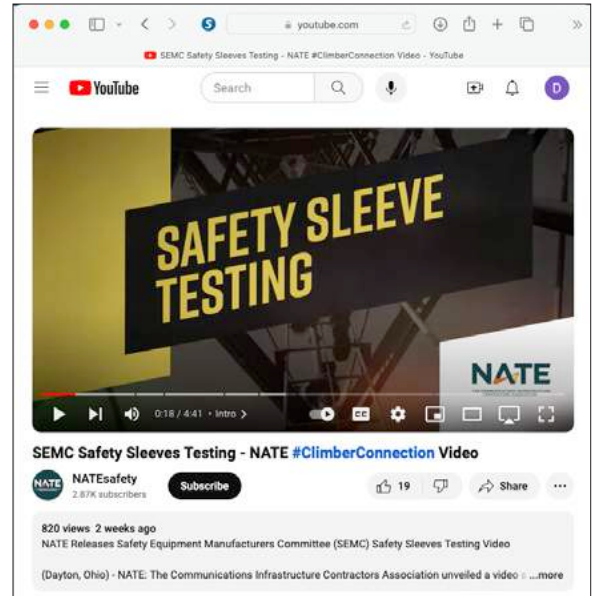 youtube.com
SEMC Safety Sleeves Testing - NATE #ClimberConnection Video - YouTube
YouTube
Search
D
SAFETY SLEEVE
TESTING
NATE
0:18 / 4:41 • Intro >
CC
SEMC Safety Sleeves Testing - NATE #ClimberConnection Video
NATE
NATEsafety
2.87K subscribers
Subscribe
19
Share
820 views 2 weeks ago
NATE Releases Safety Equipment Manufacturers Committee (SEMC) Safety Sleeves Testing Video
(Dayton, Ohio) - NATE: The Communications Infrastructure Contractors Association unveiled a video ...more